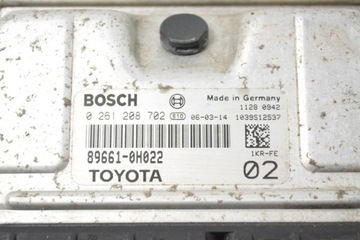 BOSCH
Made in Germany
1128 0942
0 261 208 702 E10 06-03-14 1039S12537
1KR-FE
89661-0H022
TOYOTA
02